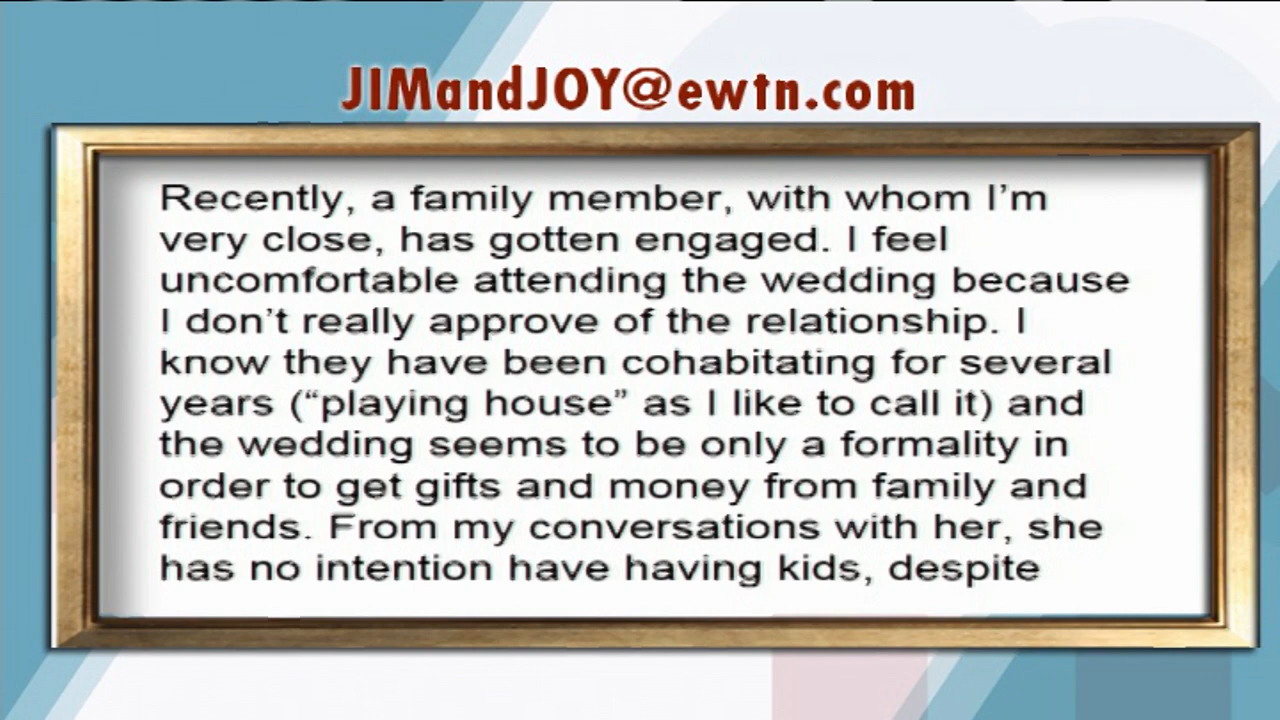 JIMandJOY@ewtn.com
Recently, a family member, with whom I’m
very close, has gotten engaged. I feel
uncomfortable attending the wedding because
I don’t really approve of the relationship. I
know they have been cohabitating for several
years (“playing house” as I like to call it) and
the wedding seems to be only a formality in
order to get gifts and money from family and
friends. From my conversations with her, she
has no intention have having kids, despite